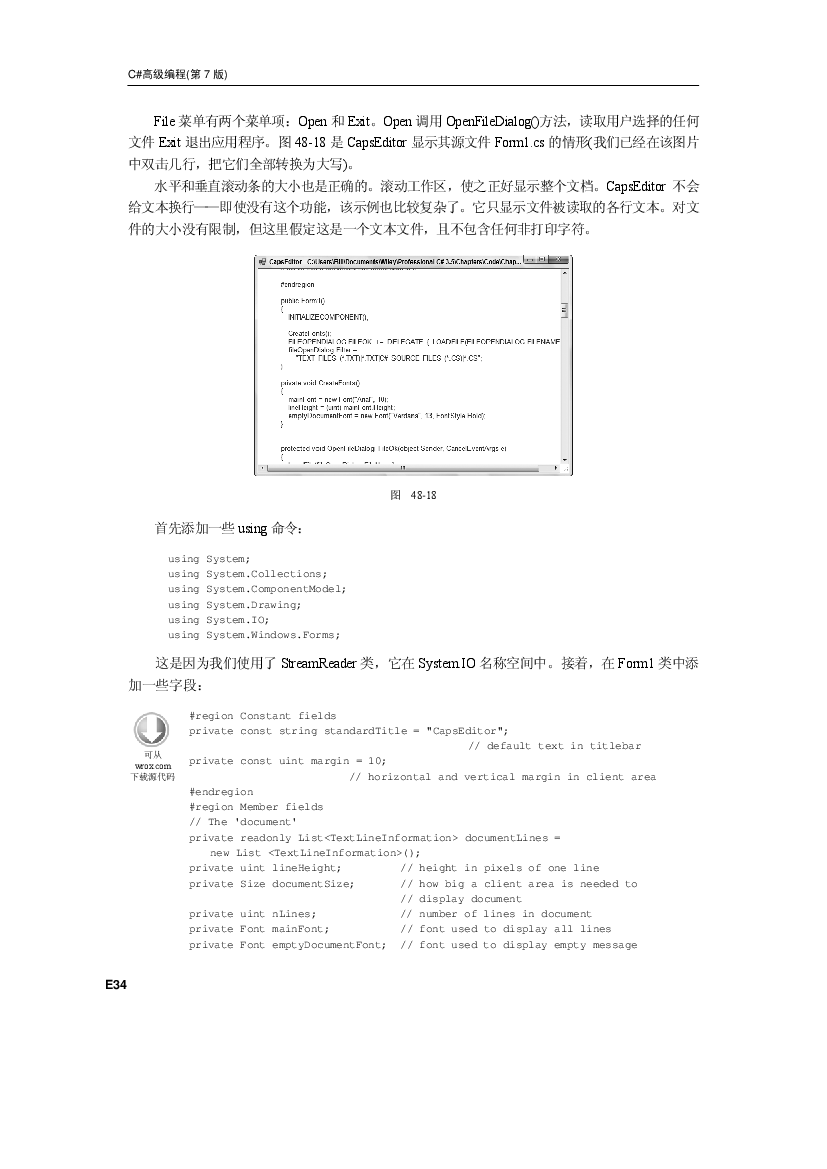 C#高级编程(第 7 版)
File 菜单有两个菜单项：Open 和 Exit。Open 调用 OpenFileDialog()方法，读取用户选择的任何
文件 Exit 退出应用程序。图 48-18 是 CapsEditor 显示其源文件 Form1.cs 的情形(我们已经在该图片
中双击几行，把它们全部转换为大写)。
水平和垂直滚动条的大小也是正确的。滚动工作区，使之正好显示整个文档。CapsEditor 不会
给文本换行——即使没有这个功能，该示例也比较复杂了。它只显示文件被读取的各行文本。对文
件的大小没有限制，但这里假定这是一个文本文件，且不包含任何非打印字符。
CapsEditor C:\Users\Bill\Documents\Wiley\Professional C# 3.5\Chapters\Code\Chap...
#endregion
public Form1()
{
INITIALIZECOMPONENT();
CreateFonts();
FILEOPENDIALOG.FILEOK += DELEGATE { LOADFILE(FILEOPENDIALOG.FILENAME
fileOpenDialog.Filter =
"TEXT FILES (*.TXT)|*.TXT|C# SOURCE FILES (*.CS)|*.CS";
}
private void CreateFonts()
{
mainFont = new Font("Arial", 10);
lineHeight = (uint) mainFont.Height;
emptyDocumentFont = new Font("Verdana", 13, FontStyle.Bold);
}
protected void OpenFileDialog1FileOk(object Sender, CancelEventArgs e)
{
图 48-18
首先添加一些 using 命令：
using System;
using System.Collections;
using System.ComponentModel;
using System.Drawing;
using System.IO;
using System.Windows.Forms;
这是因为我们使用了 StreamReader 类，它在 System.IO 名称空间中。接着，在 Form1 类中添
加一些字段：
可从
wrox.com
下载源代码
#region Constant fields
private const string standardTitle = "CapsEditor";
// default text in titlebar
private const uint margin = 10;
// horizontal and vertical margin in client area
#endregion
#region Member fields
// The 'document'
private readonly List<TextLineInformation> documentLines =
new List <TextLineInformation>();
private uint lineHeight; // height in pixels of one line
private Size documentSize; // how big a client area is needed to
// display document
private uint nLines; // number of lines in document
private Font mainFont; // font used to display all lines
private Font emptyDocumentFont; // font used to display empty message
E34